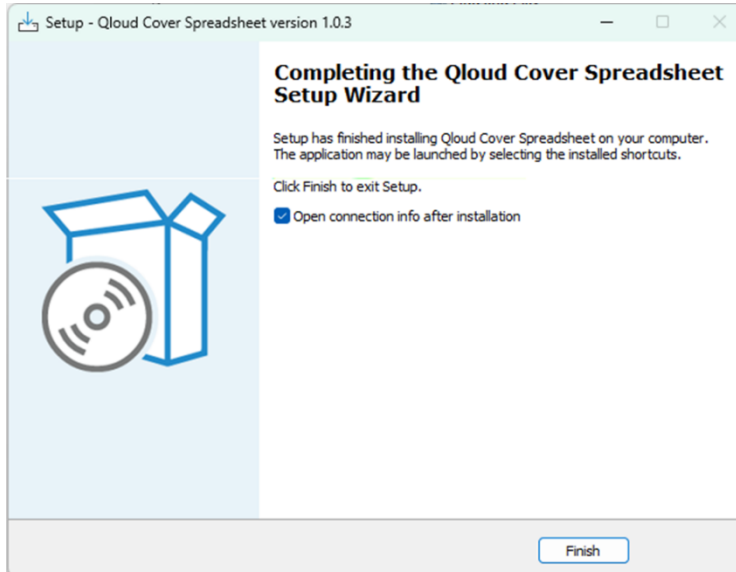 Setup - Qloud Cover Spreadsheet version 1.0.3
Completing the Qloud Cover Spreadsheet
Setup Wizard
Setup has finished installing Qloud Cover Spreadsheet on your computer.
The application may be launched by selecting the installed shortcuts.
Click Finish to exit Setup.
Open connection info after installation
Finish